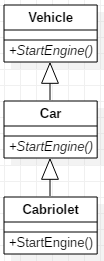 Vehicle
+StartEngine()
Car
+StartEngine()
Cabriolet
+StartEngine()